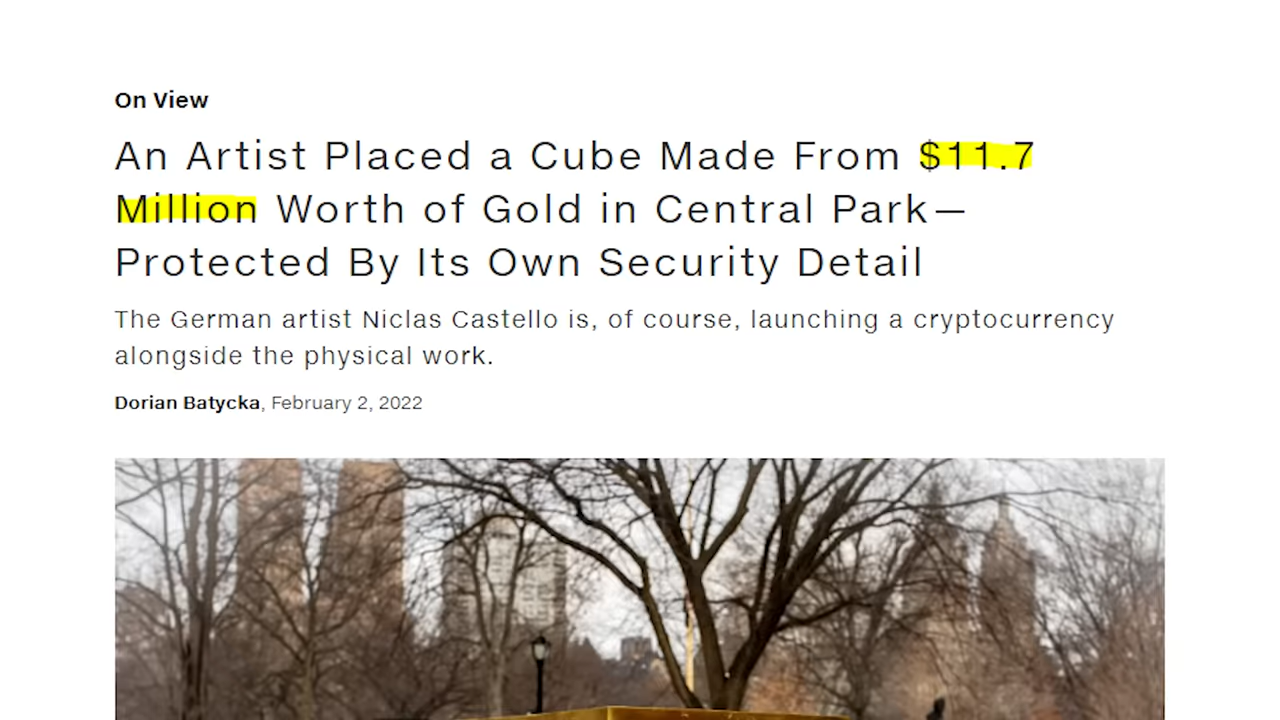 On View
An Artist Placed a Cube Made From $11.7
Million Worth of Gold in Central Park—
Protected By Its Own Security Detail
The German artist Niclas Castello is, of course, launching a cryptocurrency
alongside the physical work.
Dorian Batycka, February 2, 2022